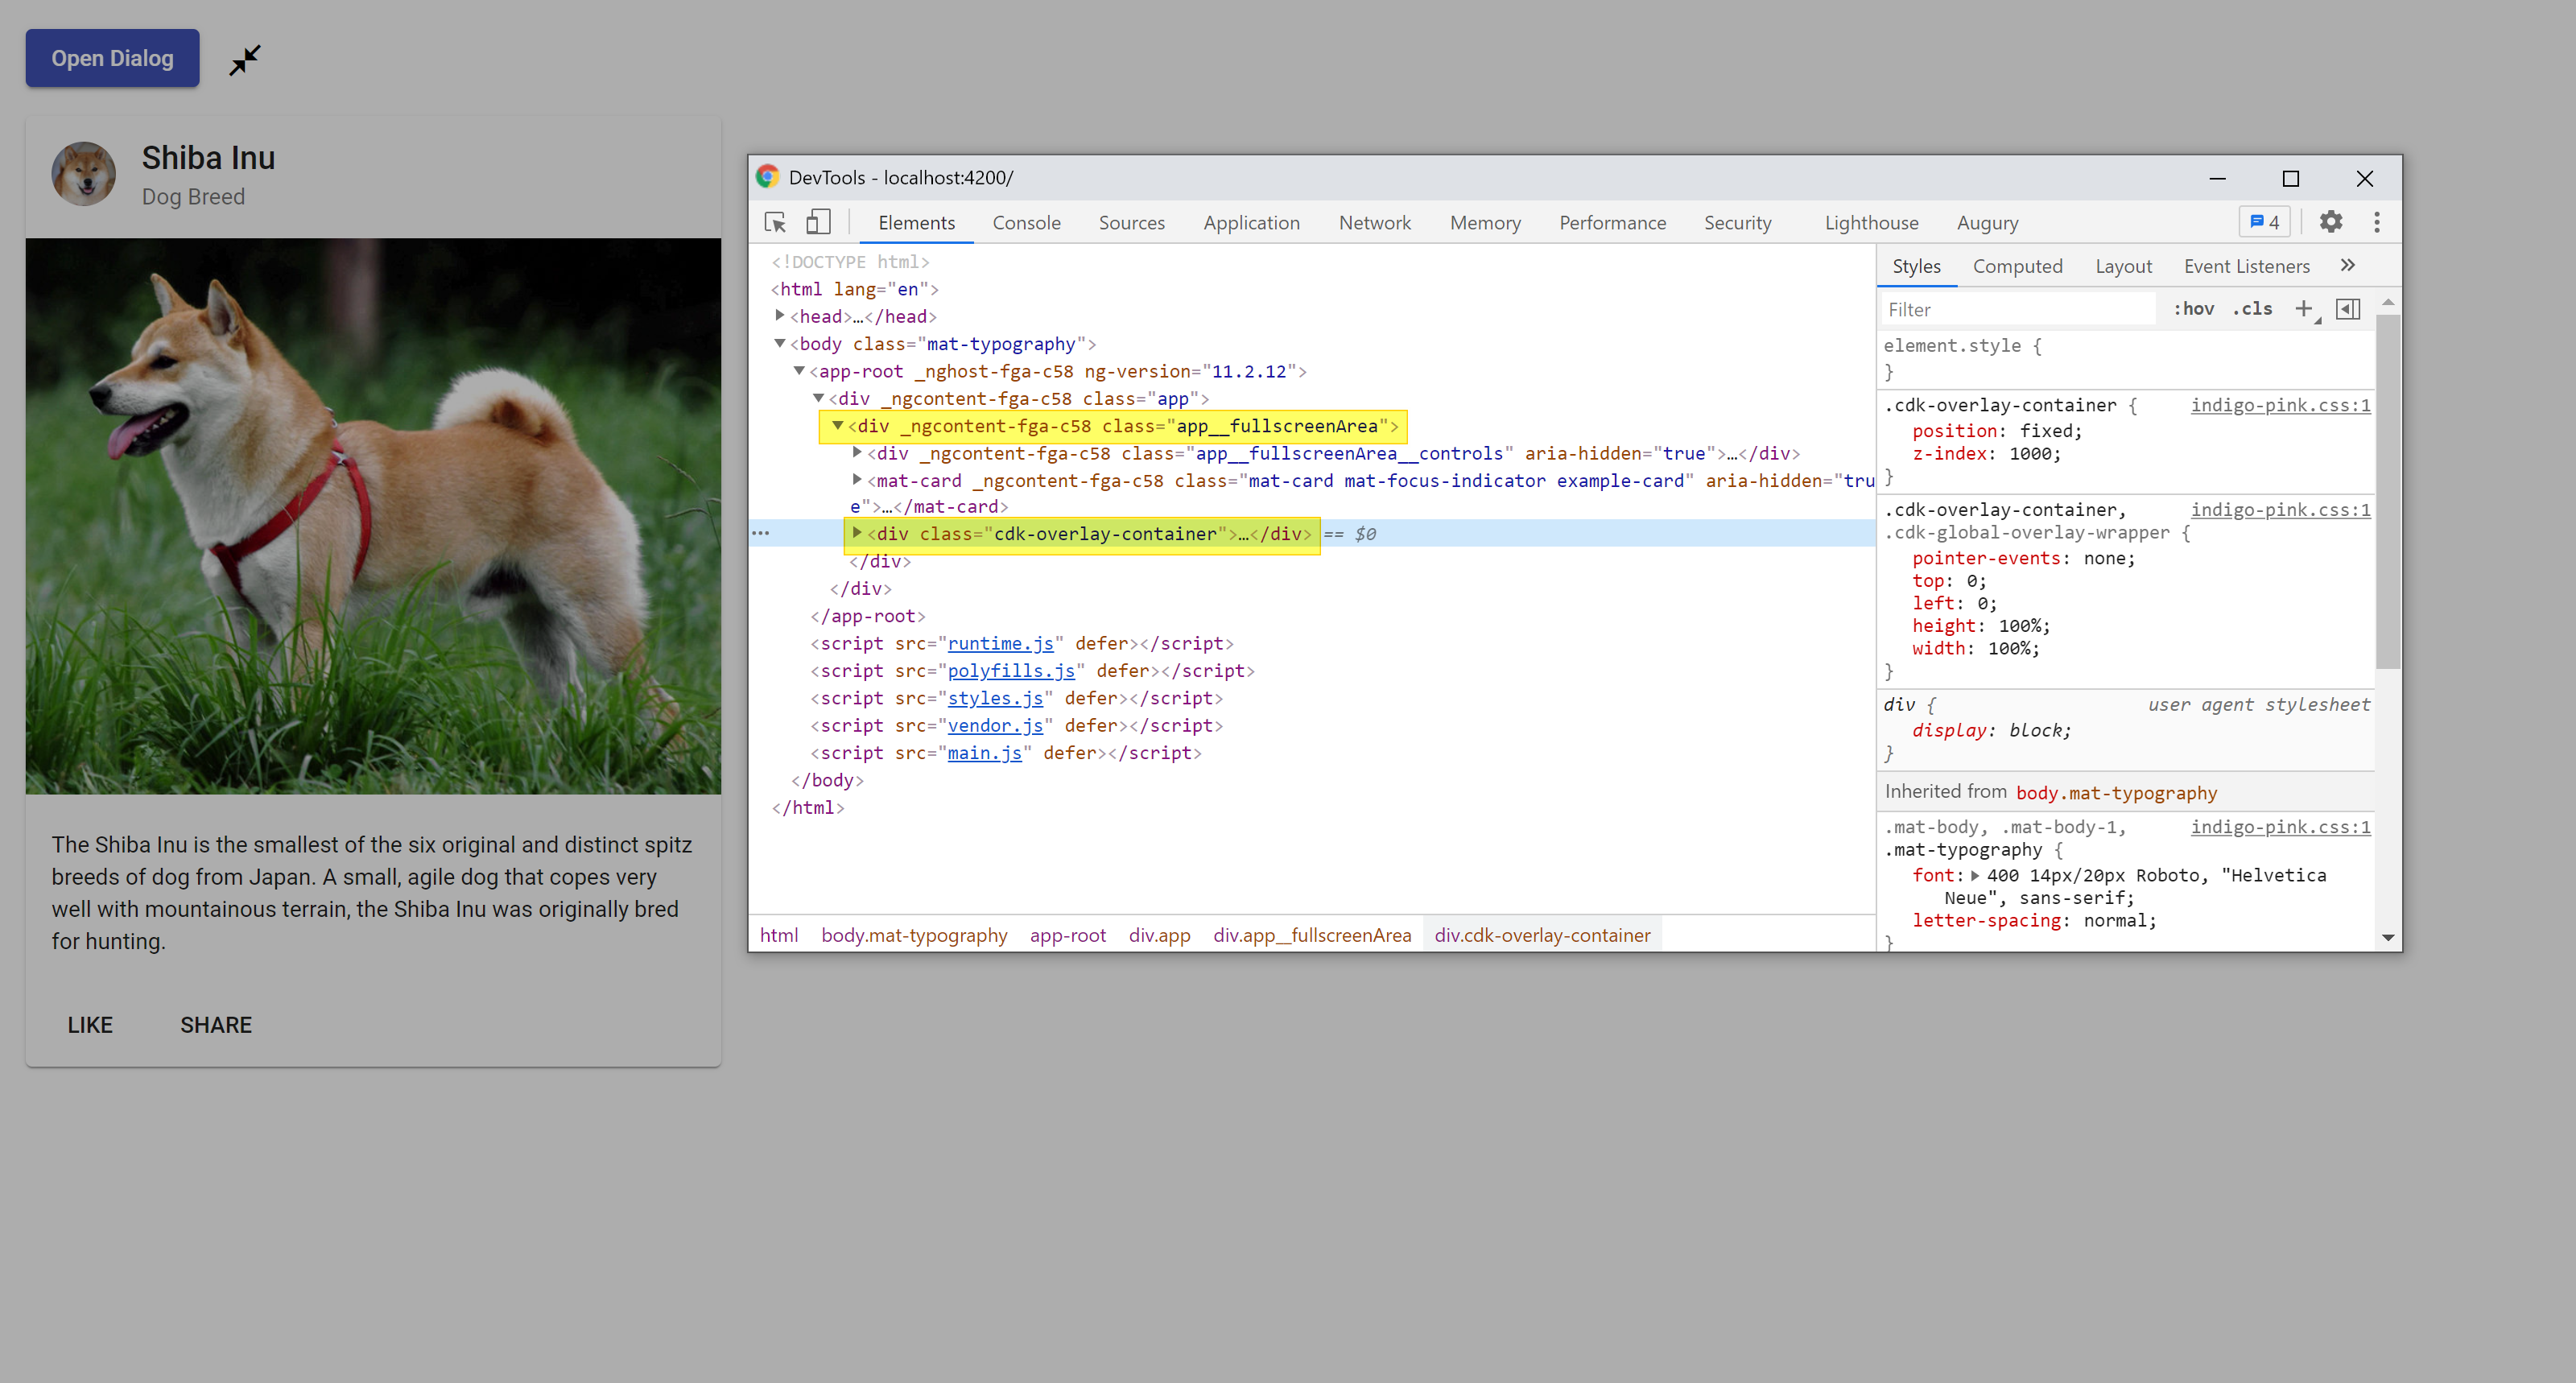 Open Dialog
Shiba Inu
Dog Breed
The Shiba Inu is the smallest of the six original and distinct spitz
breeds of dog from Japan. A small, agile dog that copes very
well with mountainous terrain, the Shiba Inu was originally bred
for hunting.
LIKE SHARE
DevTools - localhost:4200/
Elements Console Sources Application Network Memory Performance Security Lighthouse Augury 4
<!DOCTYPE html>
<html lang="en">
<head>…</head>
<body class="mat-typography">
<app-root _nghost-fga-c58 ng-version="11.2.12">
<div _ngcontent-fga-c58 class="app">
<div _ngcontent-fga-c58 class="app__fullscreenArea">
<div _ngcontent-fga-c58 class="app__fullscreenArea__controls" aria-hidden="true">…</div>
<mat-card _ngcontent-fga-c58 class="mat-card mat-focus-indicator example-card" aria-hidden="tru
e">…</mat-card>
<div class="cdk-overlay-container">…</div> == $0
</div>
</div>
</app-root>
<script src="runtime.js" defer></script>
<script src="polyfills.js" defer></script>
<script src="styles.js" defer></script>
<script src="vendor.js" defer></script>
<script src="main.js" defer></script>
</body>
</html>
html body.mat-typography app-root div.app div.app__fullscreenArea div.cdk-overlay-container
Styles Computed Layout Event Listeners
Filter :hov .cls
element.style {
}
.cdk-overlay-container { indigo-pink.css:1
position: fixed;
z-index: 1000;
}
.cdk-overlay-container, indigo-pink.css:1
.cdk-global-overlay-wrapper {
pointer-events: none;
top: 0;
left: 0;
height: 100%;
width: 100%;
}
div { user agent stylesheet
display: block;
}
Inherited from body.mat-typography
.mat-body, .mat-body-1, indigo-pink.css:1
.mat-typography {
font: 400 14px/20px Roboto, "Helvetica
Neue", sans-serif;
letter-spacing: normal;
}